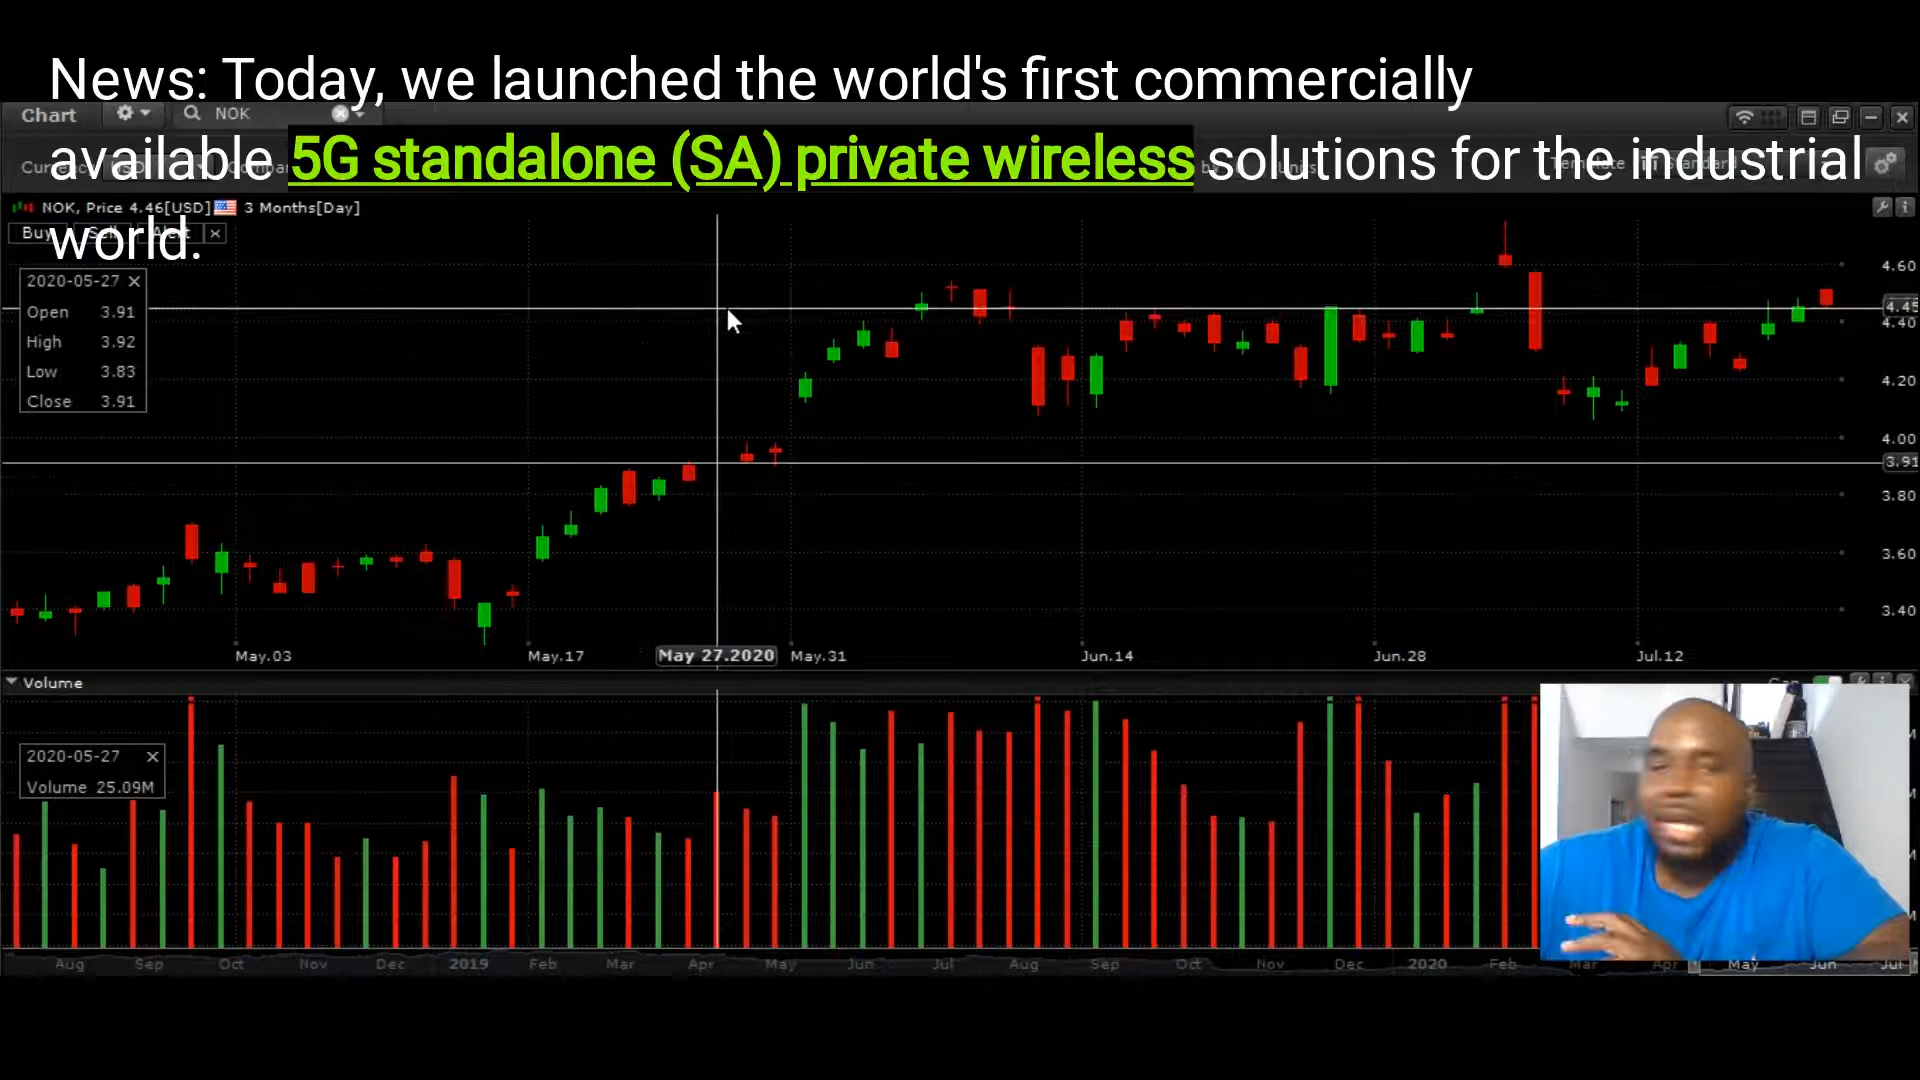 News: Today, we launched the world's first commercially
Chart NOK
available 5G standalone (SA) private wireless solutions for the industrial
NOK, Price 4.46[USD] 3 Months[Day]
world.
Buy Sell Alert
2020-05-27
Open 3.91
High 3.92
Low 3.83
Close 3.91
4.60
4.45
4.40
4.20
4.00
3.91
3.80
3.60
3.40
May.03 May.17 May 27.2020 May.31 Jun.14 Jun.28 Jul.12
Volume
2020-05-27
Volume 25.09M
Aug Sep Oct Nov Dec 2019 Feb Mar Apr May Jun Jul Aug Sep Oct Nov Dec 2020 Feb Mar Apr May Jun Jul